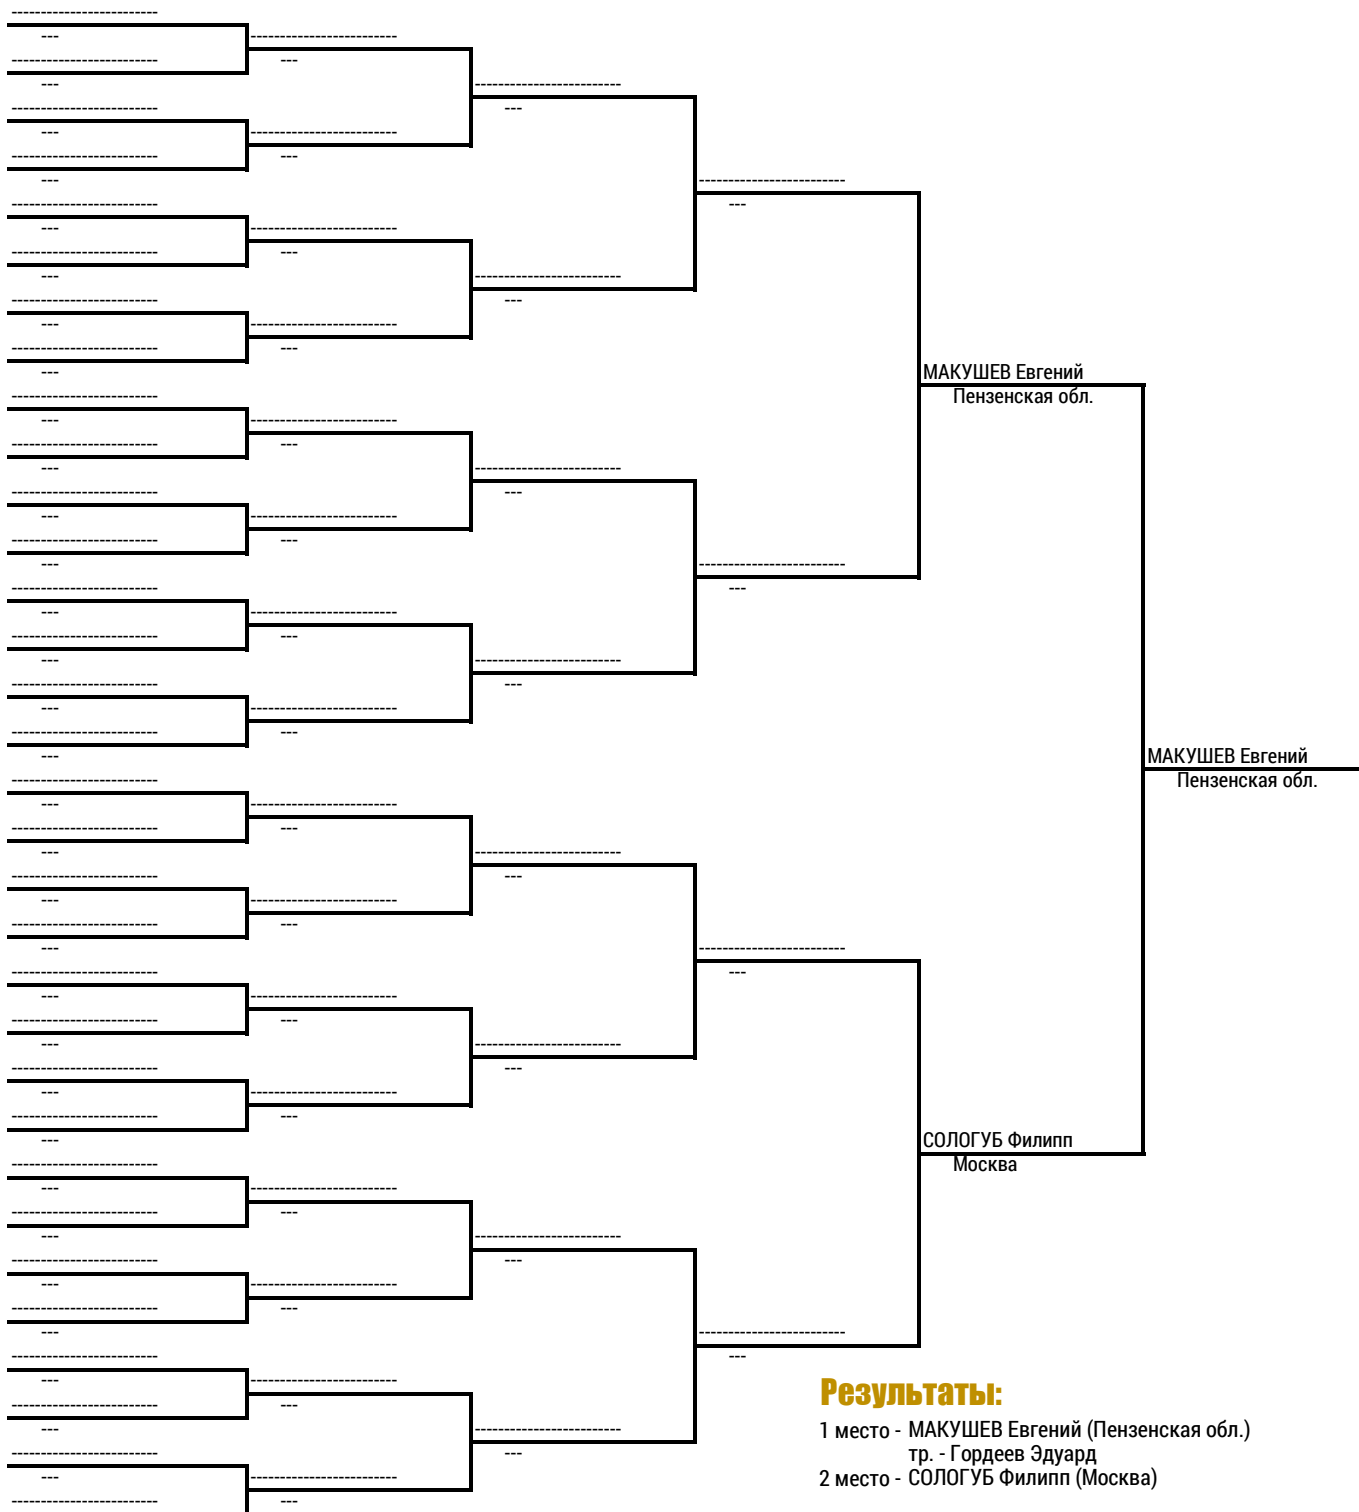 МАКУШЕВ Евгений
Пензенская обл.
МАКУШЕВ Евгений
Пензенская обл.
СОЛОГУБ Филипп
Москва
Результаты:
1 место - МАКУШЕВ Евгений (Пензенская обл.)
тр. - Гордеев Эдуард
2 место - СОЛОГУБ Филипп (Москва)